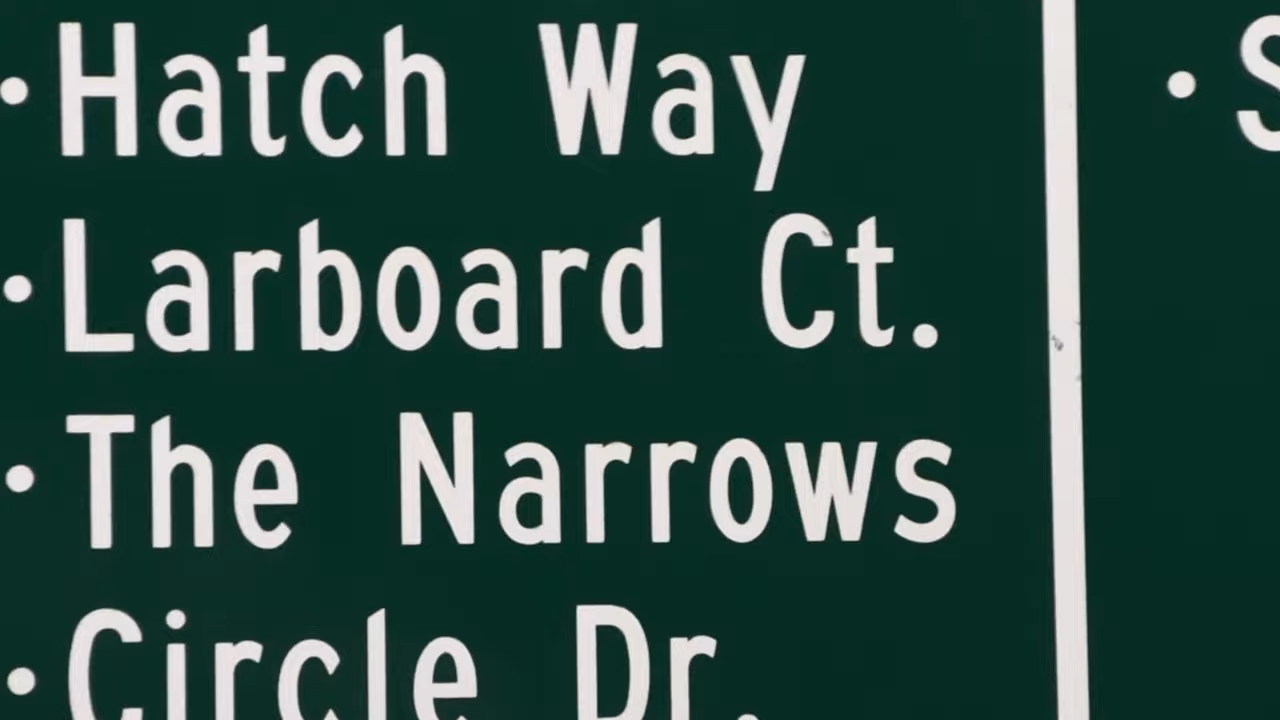 • Hatch Way
• Larboard Ct.
• The Narrows
• Circle Dr.